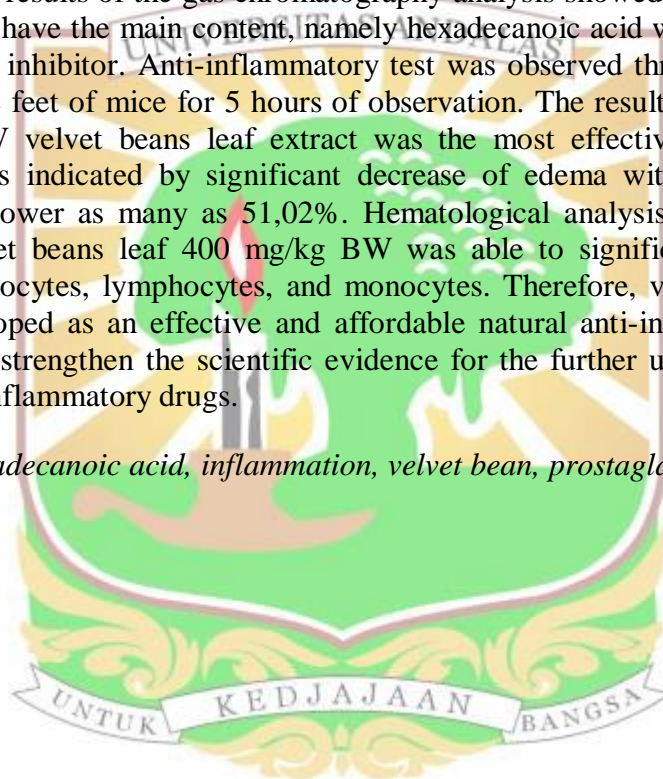 results of the gas chromatography analysis showed
have the main content, namely hexadecanoic acid w
inhibitor. Anti-inflammatory test was observed thr
feet of mice for 5 hours of observation. The result
velvet beans leaf extract was the most effectiv
s indicated by significant decrease of edema wit
ower as many as 51,02%. Hematological analysis
et beans leaf 400 mg/kg BW was able to signific
ocytes, lymphocytes, and monocytes. Therefore, v
oped as an effective and affordable natural anti-in
strengthen the scientific evidence for the further u
nflammatory drugs.
adecanoic acid, inflammation, velvet bean, prostagla
UNIVERSITAS ANDALAS
UNTUK KEDJAJAAN BANGSA